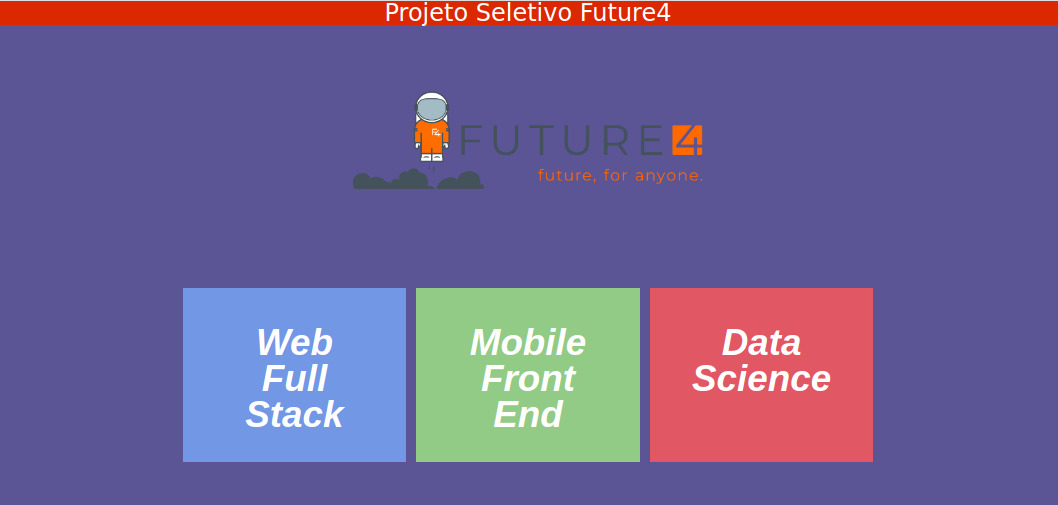 Projeto Seletivo Future4
FUTURE4
future, for anyone.
Web
Full
Stack
Mobile
Front
End
Data
Science